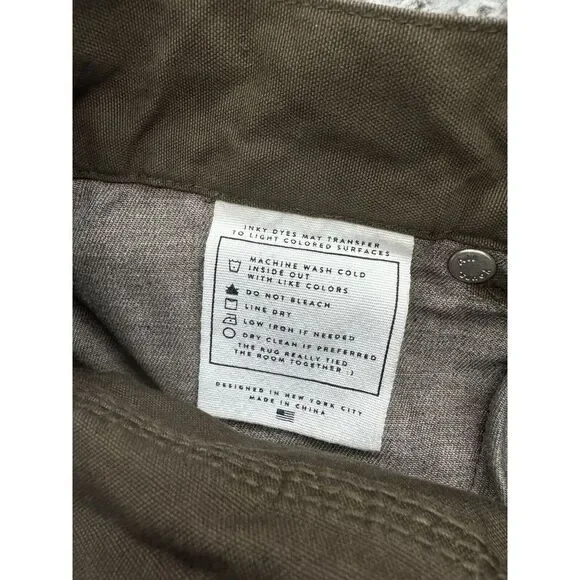 INKY DYES MAY TRANSFER
TO LIGHT COLORED SURFACES
MACHINE WASH COLD
INSIDE OUT
WITH LIKE COLORS
DO NOT BLEACH
LINE DRY
LOW IRON IF NEEDED
DRY CLEAN IF PREFERRED
THE RUG REALLY TIED
THE ROOM TOGETHER :)
DESIGNED IN NEW YORK CITY
MADE IN CHINA